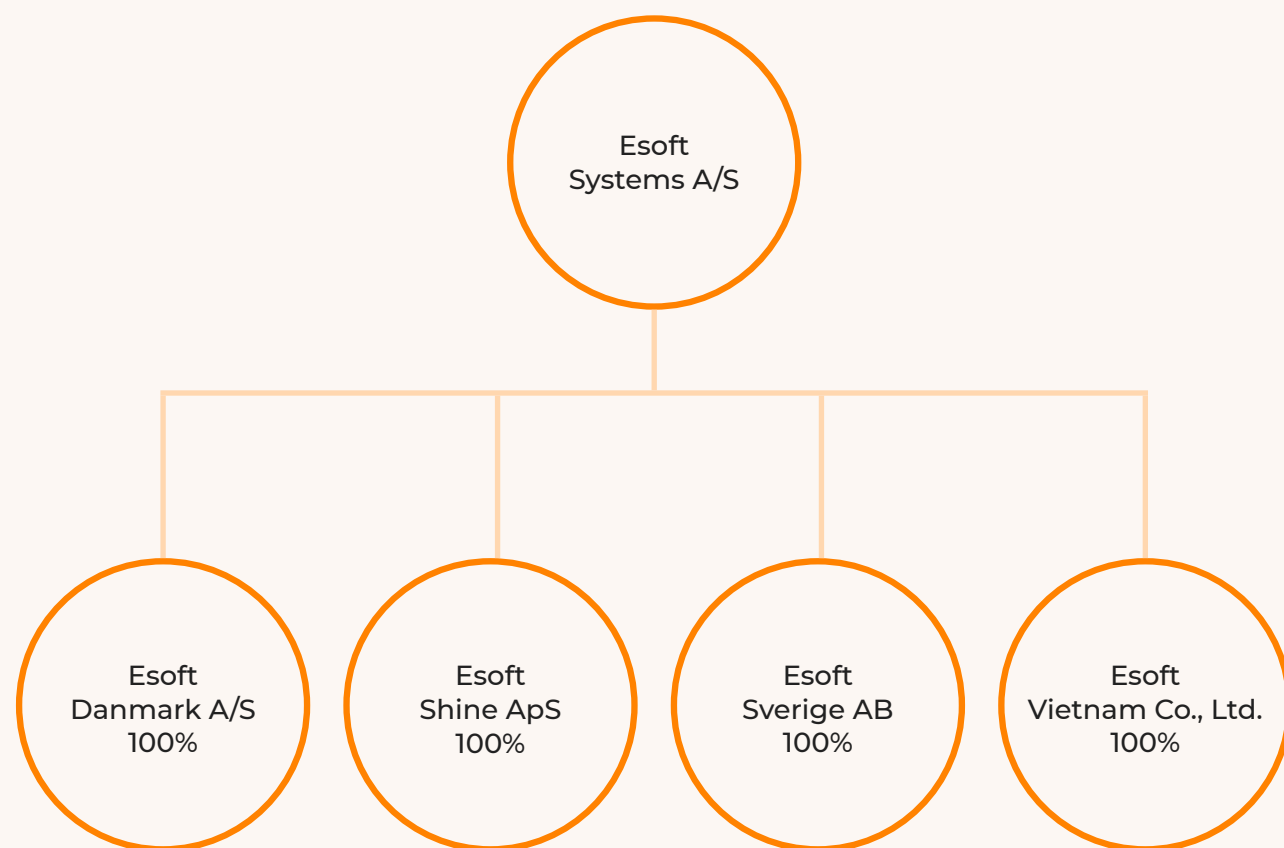 Esoft
Systems A/S
Esoft
Danmark A/S
100%
Esoft
Shine ApS
100%
Esoft
Sverige AB
100%
Esoft
Vietnam Co., Ltd.
100%